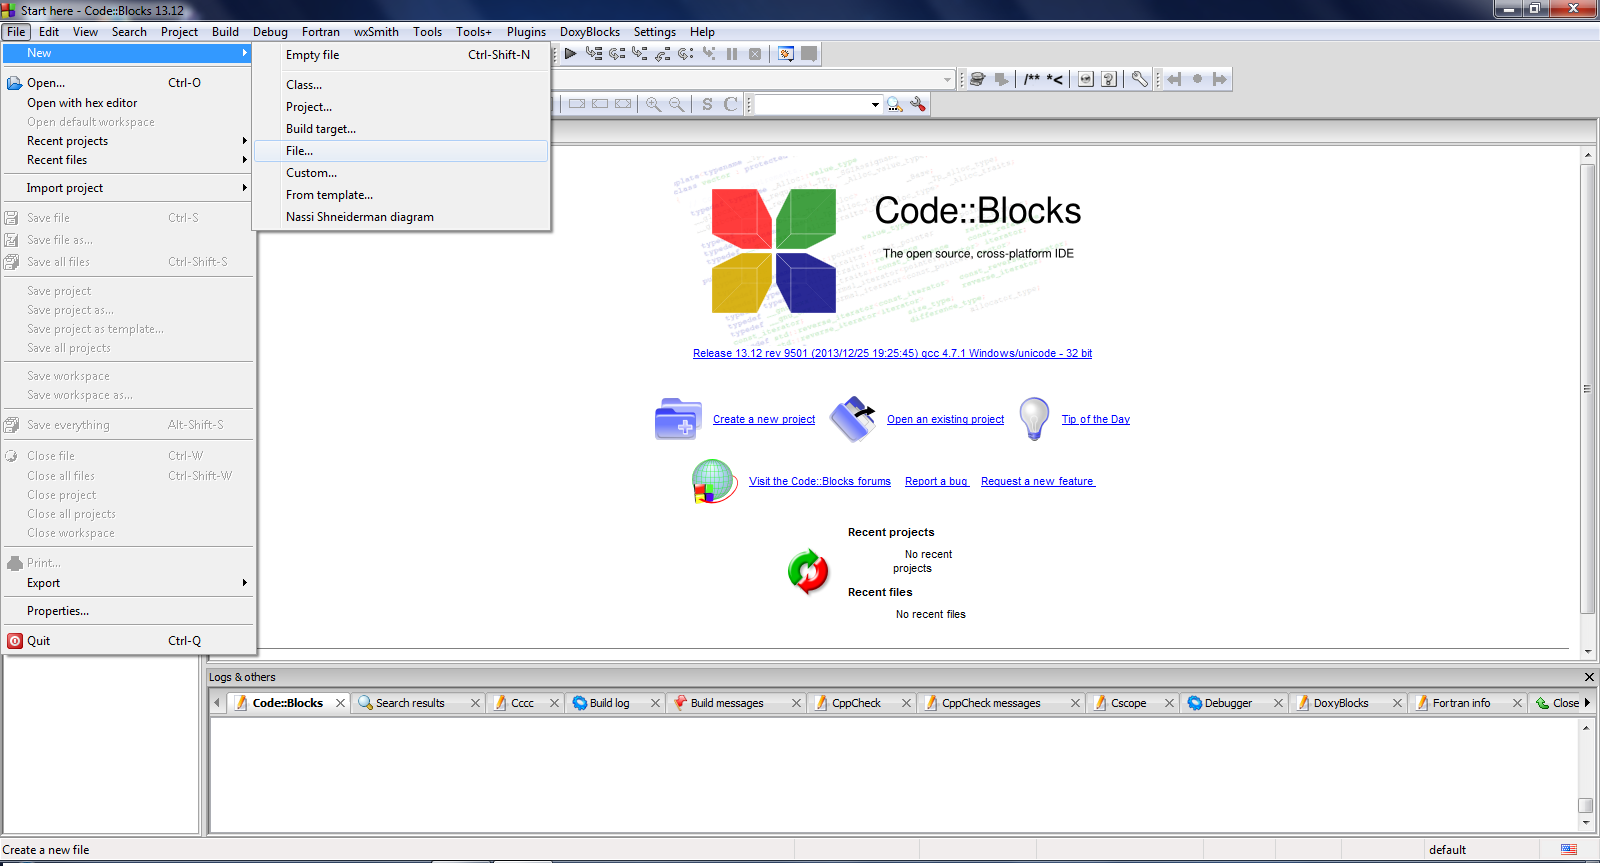 Start here - Code::Blocks 13.12
File Edit View Search Project Build Debug Fortran wxSmith Tools Tools+ Plugins DoxyBlocks Settings Help
New
Open... Ctrl-O
Open with hex editor
Open default workspace
Recent projects
Recent files
Import project
Save file Ctrl-S
Save file as...
Save all files Ctrl-Shift-S
Save project
Save project as...
Save project as template...
Save all projects
Save workspace
Save workspace as...
Save everything Alt-Shift-S
Close file Ctrl-W
Close all files Ctrl-Shift-W
Close project
Close all projects
Close workspace
Print...
Export
Properties...
Quit Ctrl-Q
Empty file Ctrl-Shift-N
Class...
Project...
Build target...
File...
Custom...
From template...
Nassi Shneiderman diagram
/** *<
S C
Code::Blocks
The open source, cross-platform IDE
Release 13.12 rev 9501 (2013/12/25 19:25:45) gcc 4.7.1 Windows/unicode - 32 bit
Create a new project Open an existing project Tip of the Day
Visit the Code::Blocks forums Report a bug Request a new feature
Recent projects
No recent
projects
Recent files
No recent files
Logs & others
Code::Blocks Search results Cccc Build log Build messages CppCheck CppCheck messages Cscope Debugger DoxyBlocks Fortran info Close
Create a new file default